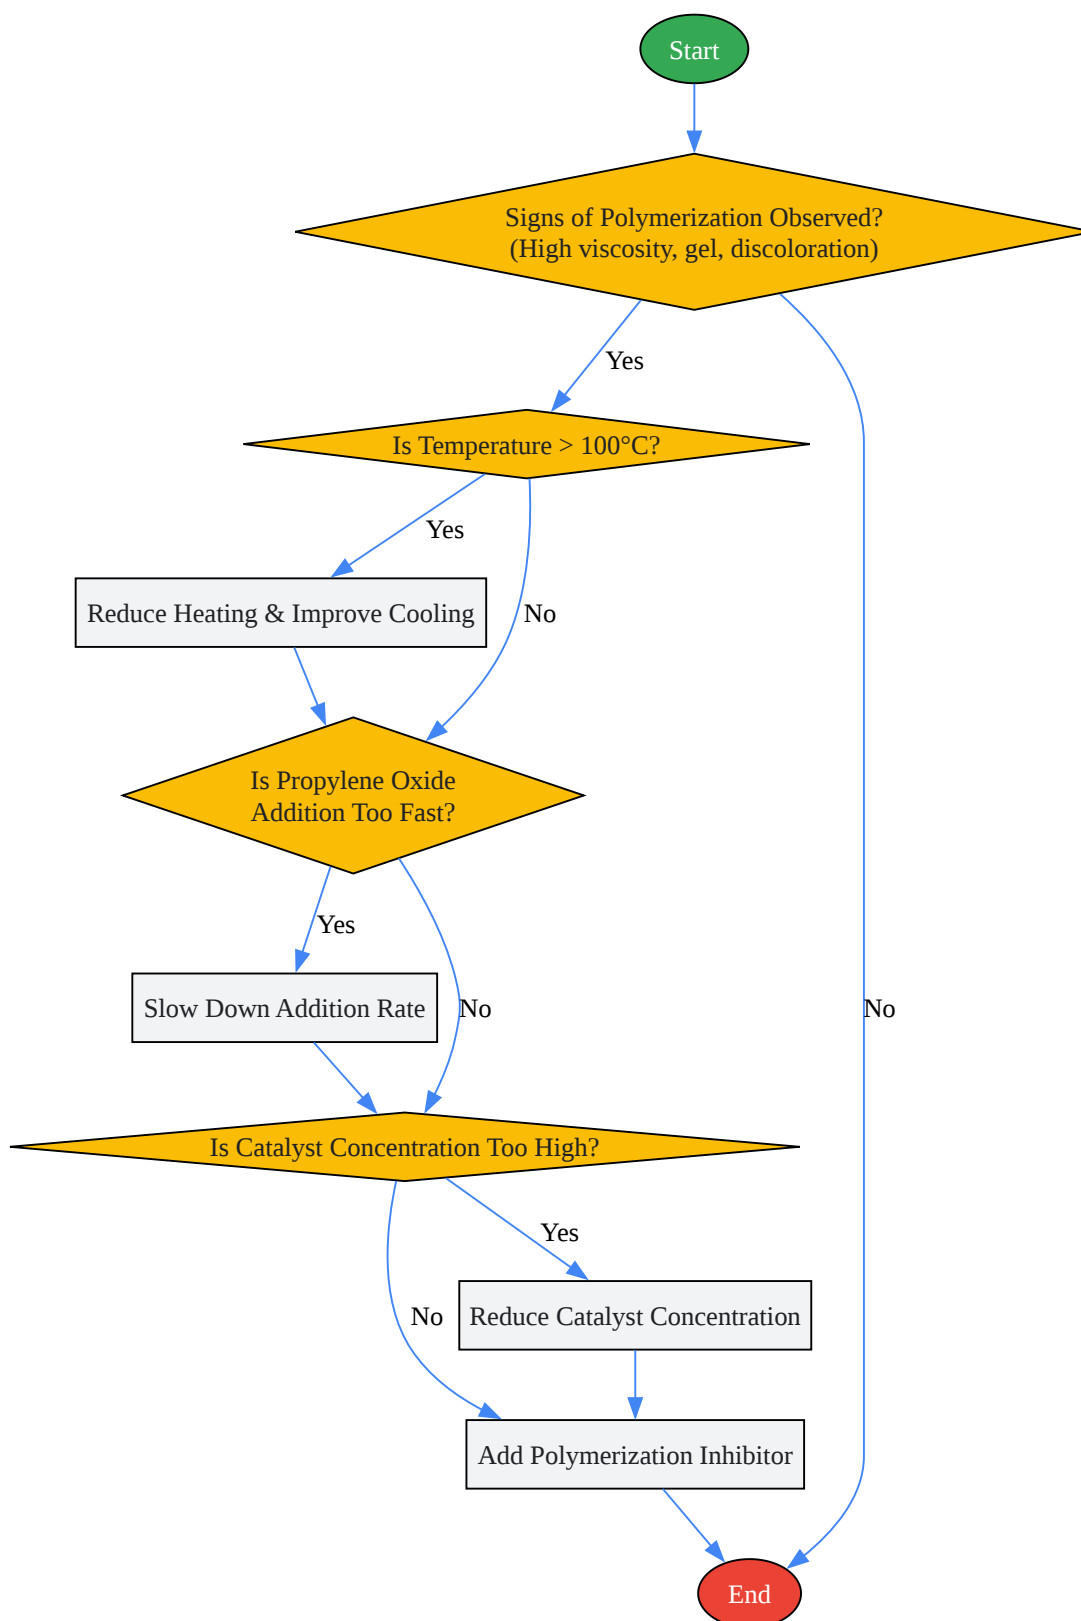 Start
Signs of Polymerization Observed?
(High viscosity, gel, discoloration)
Yes
Is Temperature > 100°C?
Yes
Reduce Heating & Improve Cooling
No
Is Propylene Oxide
Addition Too Fast?
Yes
Slow Down Addition Rate
No
No
Is Catalyst Concentration Too High?
Yes
No
Reduce Catalyst Concentration
Add Polymerization Inhibitor
End